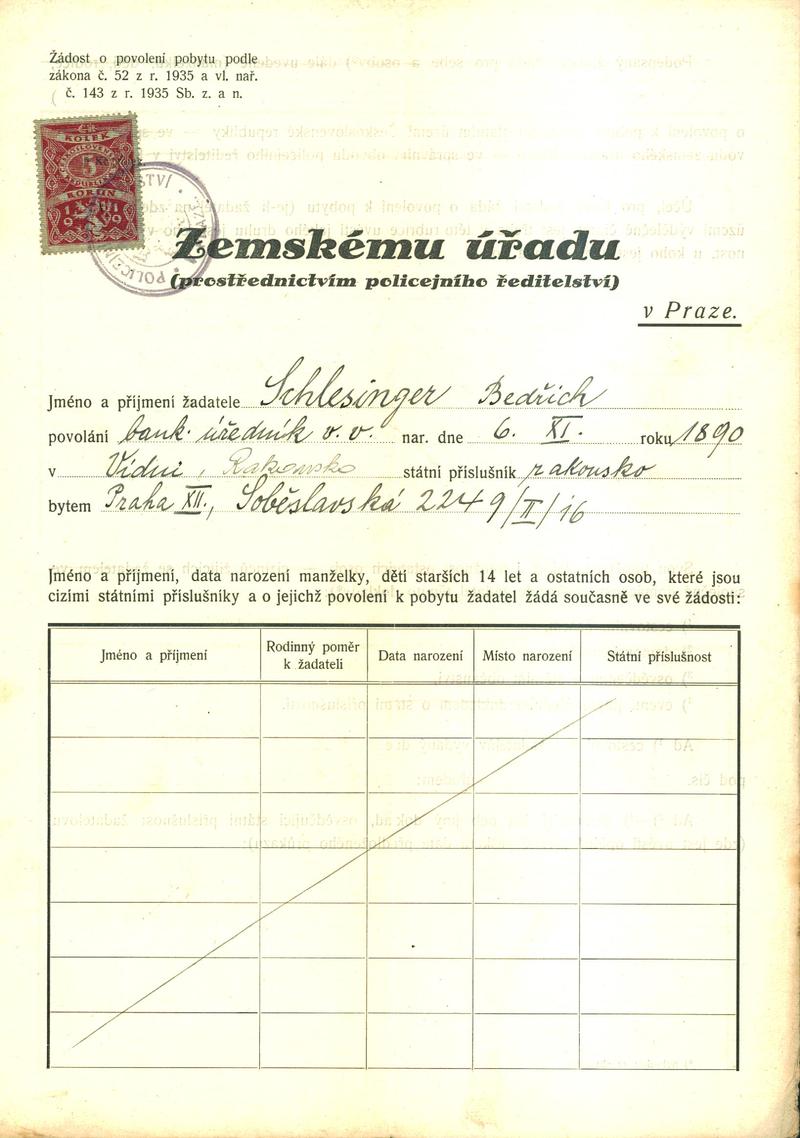 Žádost o povolení pobytu podle
zákona č. 52 z r. 1935 a vl. nař.
č. 143 z r. 1935 Sb. z. a n.
KOLEK
5
KORUN
Zemskému úřadu
(prostřednictvím policejního ředitelství)
v Praze.
Jméno a příjmení žadatele Schlesinger Bedřich
povolání bank. úředník v. v. nar. dne 6. XI. roku 1890
v Vídni, Rakousko státní příslušník rakousko
bytem Praha XII., Soběslavská 2249/II/16
Jméno a příjmení, data narození manželky, dětí starších 14 let a ostatních osob, které jsou
cizími státními příslušníky a o jejichž povolení k pobytu žadatel žádá současně ve své žádosti:
Jméno a příjmení Rodinný poměr k žadateli Data narození Místo narození Státní příslušnost